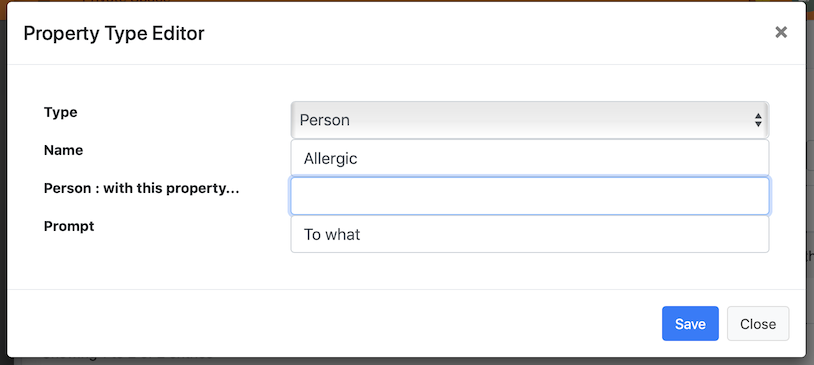 Property Type Editor ×
Type Person
Name Allergic
Person : with this property...
Prompt To what
Save Close